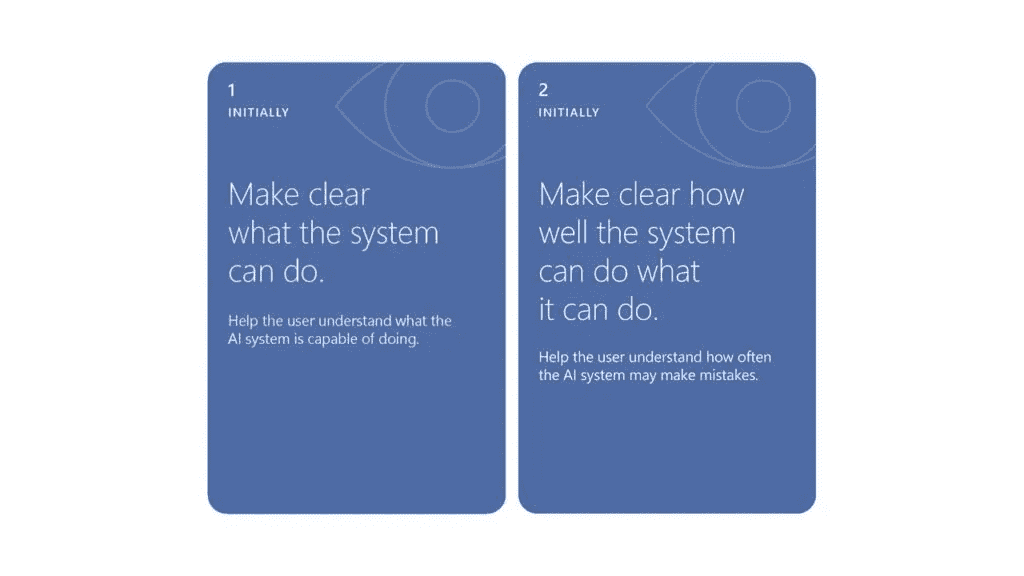 1
INITIALLY
Make clear
what the system
can do.
Help the user understand what the
AI system is capable of doing.
2
INITIALLY
Make clear how
well the system
can do what
it can do.
Help the user understand how often
the AI system may make mistakes.